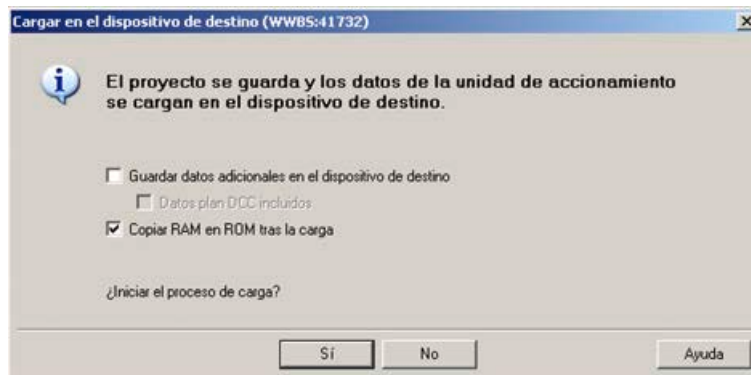 Cargar en el dispositivo de destino (WWBS:41732)
El proyecto se guarda y los datos de la unidad de accionamiento
se cargan en el dispositivo de destino.
Guardar datos adicionales en el dispositivo de destino
Datos plan DCC incluidos
Copiar RAM en ROM tras la carga
¿Iniciar el proceso de carga?
Sí No Ayuda